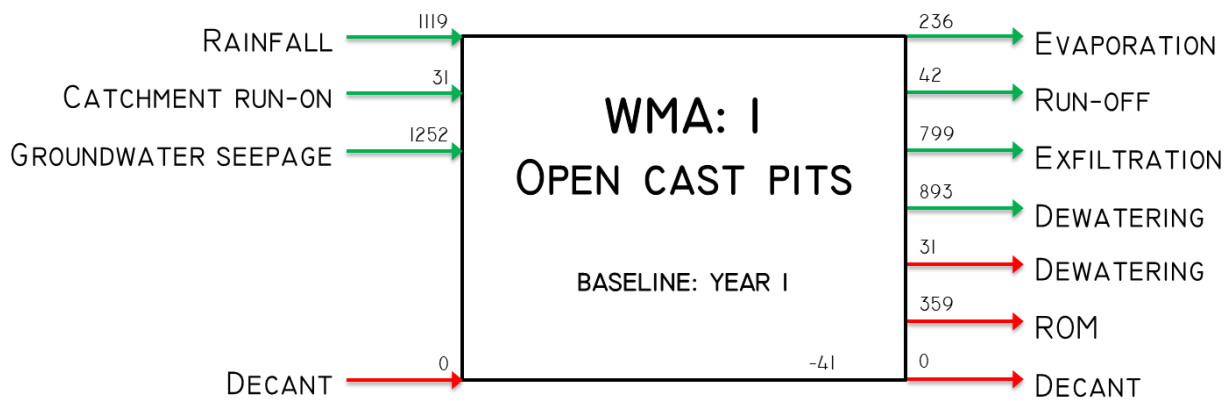 1119
RAINFALL
31
CATCHMENT RUN-ON
1252
GROUNDWATER SEEPAGE
0
DECANT
WMA: 1
OPEN CAST PITS
BASELINE: YEAR 1
-41
236
EVAPORATION
42
RUN-OFF
799
EXFILTRATION
893
DEWATERING
31
DEWATERING
359
ROM
0
DECANT